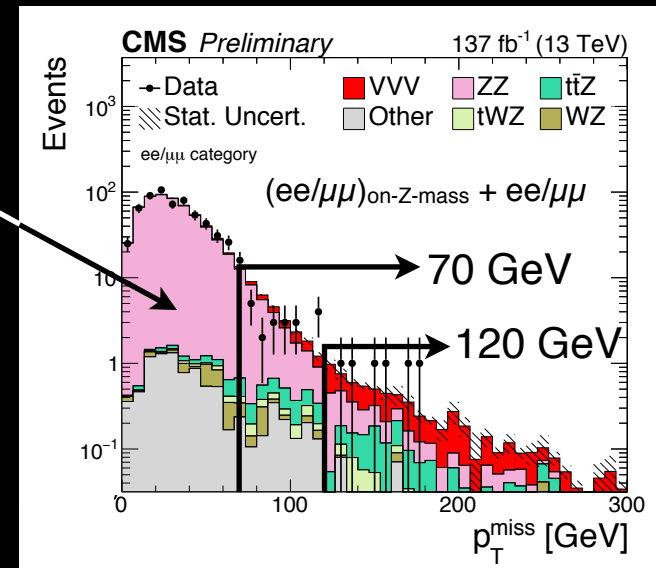 CMS Preliminary 137 fb⁻¹ (13 TeV)
Events
Data VVV ZZ tt̄Z
Stat. Uncert. Other tWZ WZ
ee/μμ category
(ee/μμ)on-Z-mass + ee/μμ
70 GeV
120 GeV
10³
10²
10
1
10⁻¹
0 100 200 300
p_T^miss [GeV]